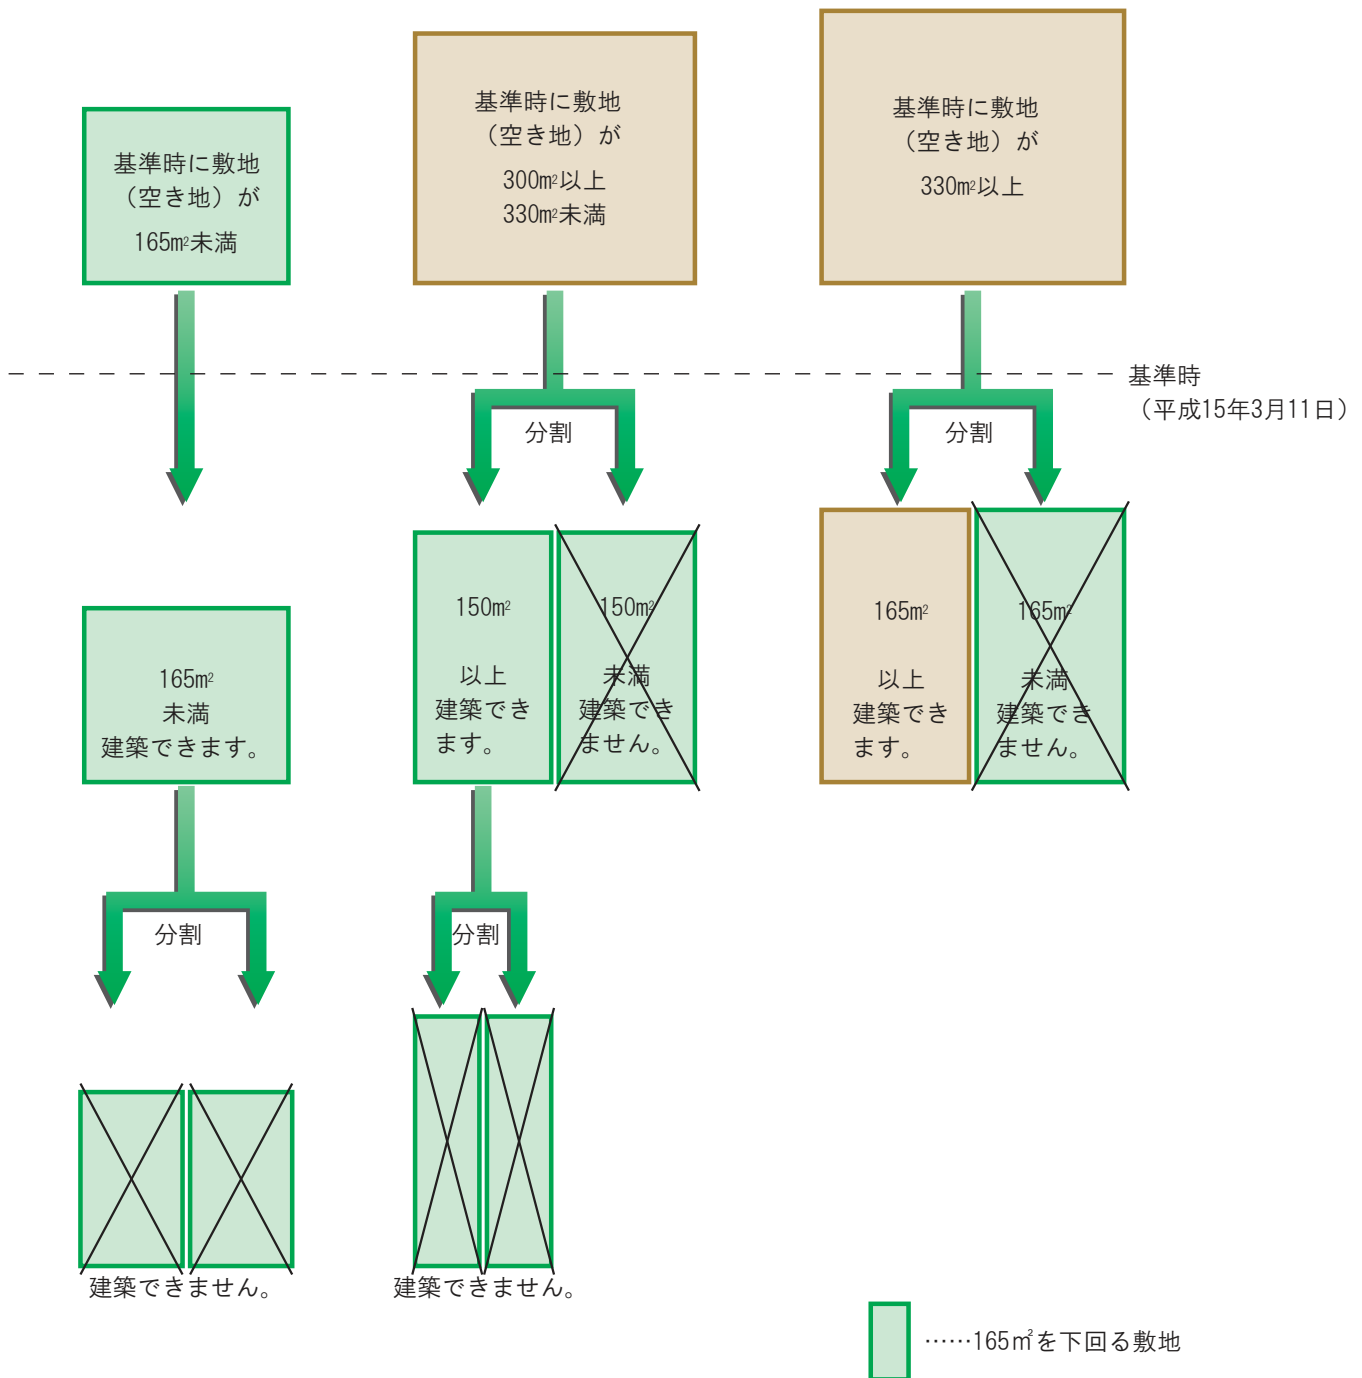 基準時に敷地
（空き地）が
165m²未満
基準時に敷地
（空き地）が
300m²以上
330m²未満
基準時に敷地
（空き地）が
330m²以上
基準時
（平成15年3月11日）
分割
分割
165m²
未満
建築できます。
150m²
以上
建築でき
ます。
150m²
未満
建築でき
ません。
165m²
以上
建築でき
ます。
165m²
未満
建築でき
ません。
分割
分割
建築できません。
建築できません。
……165㎡を下回る敷地